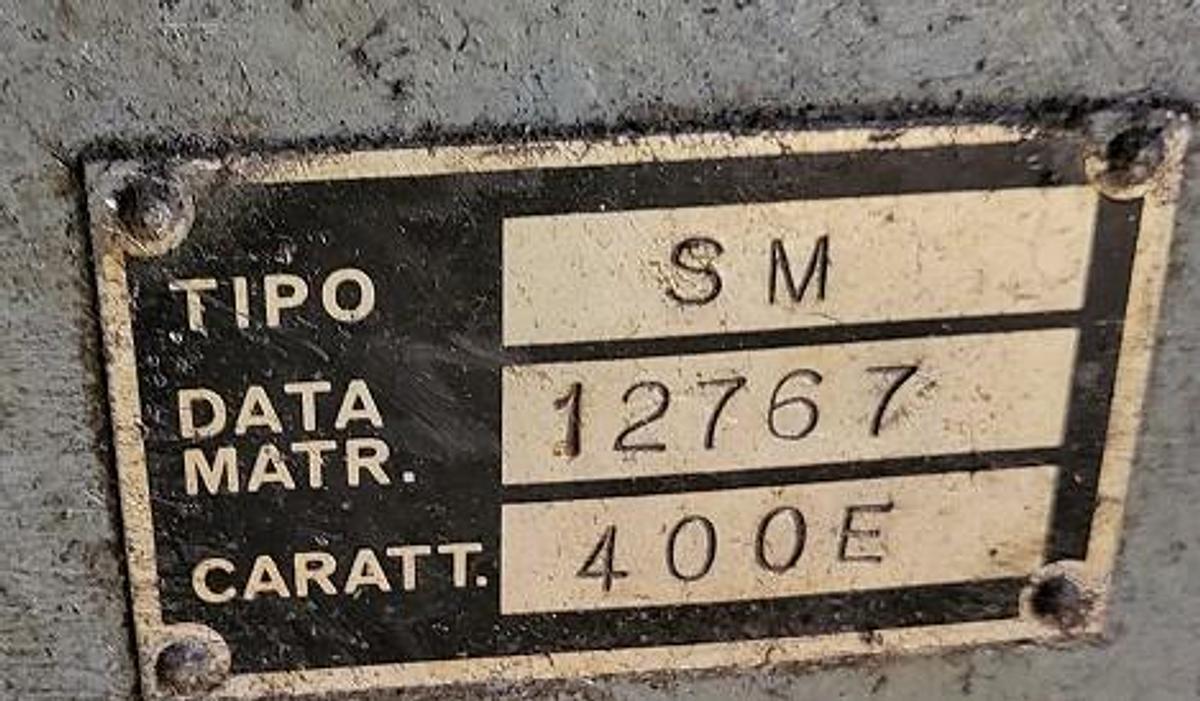 TIPO SM
DATA
MATR. 12767
CARATT. 400E